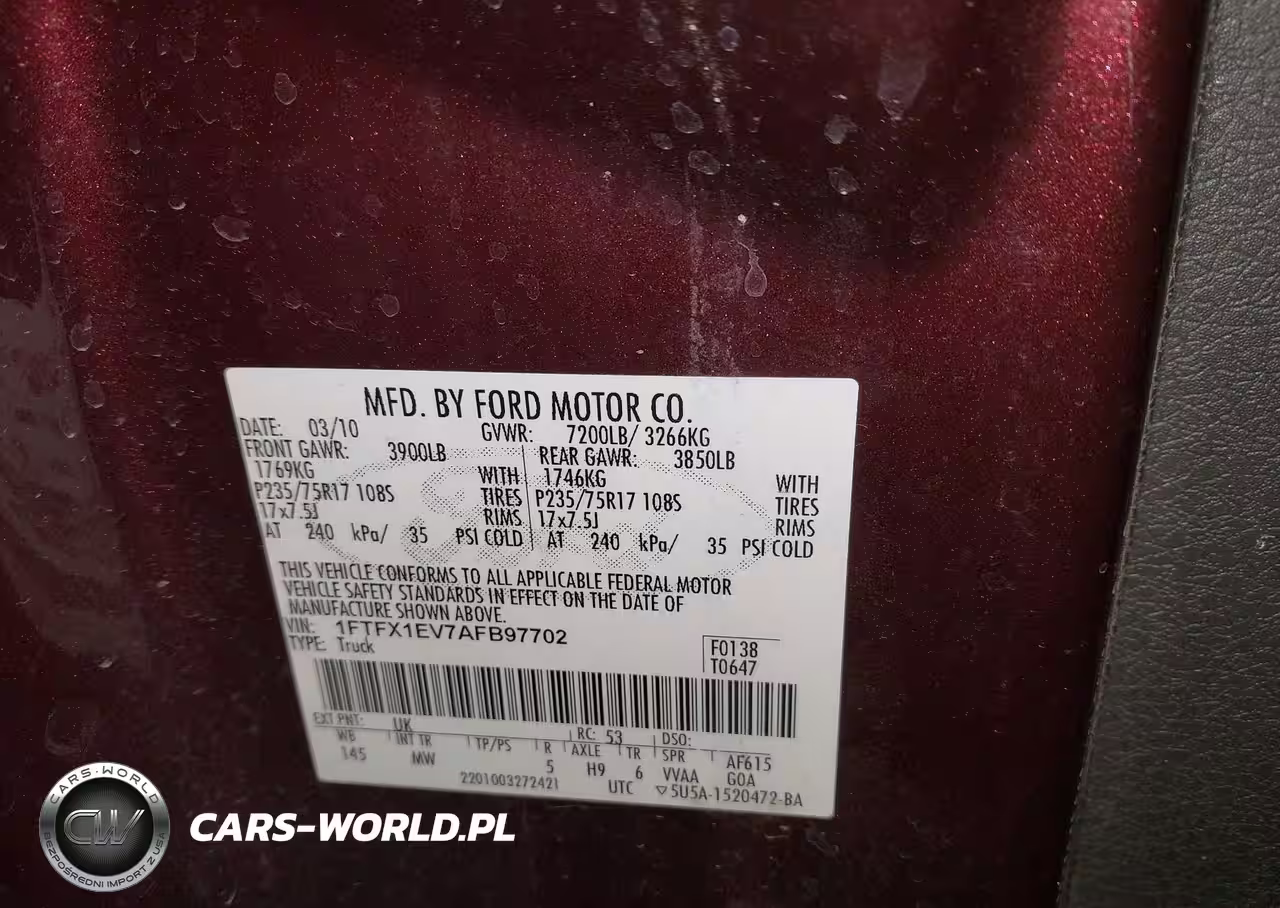 MFD. BY FORD MOTOR CO.
DATE: 03/10 GVWR: 7200LB/ 3266KG
FRONT GAWR: 3900LB REAR GAWR: 3850LB
1769KG WITH 1746KG WITH
P235/75R17 108S TIRES P235/75R17 108S TIRES
17x7.5J RIMS 17x7.5J RIMS
AT 240 kPa/ 35 PSI COLD AT 240 kPa/ 35 PSI COLD
THIS VEHICLE CONFORMS TO ALL APPLICABLE FEDERAL MOTOR
VEHICLE SAFETY STANDARDS IN EFFECT ON THE DATE OF
MANUFACTURE SHOWN ABOVE.
VIN: 1FTFX1EV7AFB97702
TYPE: Truck
F0138
T0647
EXT PNT: UK RC: 53 DSO:
WB INT TR TP/PS R AXLE TR SPR AF615
145 MW 5 H9 6 VVAA GOA
2201003272421 UTC ▽5U5A-1520472-BA
CARS-WORLD
CW
BEZPOŚREDNI IMPORT Z USA
CARS-WORLD.PL